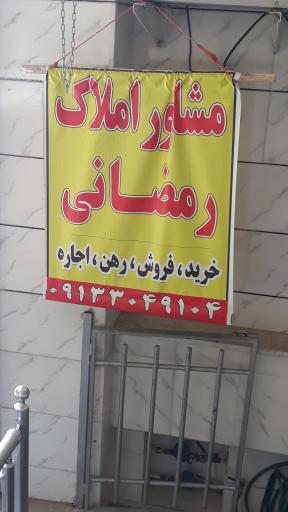 مشاور املاک
رمضانی
خرید، فروش، رهن، اجاره
۰۹۱۳۳۰۴۹۱۰۴